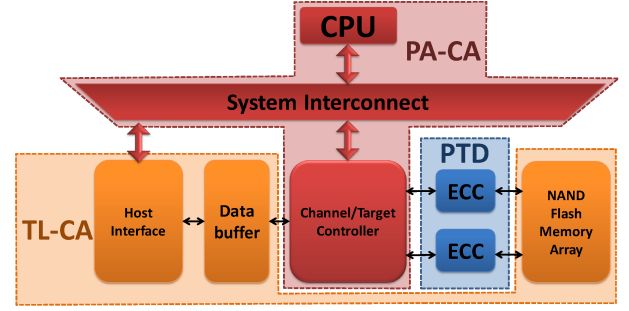 CPU
PA-CA
System Interconnect
PTD
TL-CA
Host
Interface
Data
buffer
Channel/Target
Controller
ECC
ECC
NAND
Flash
Memory
Array